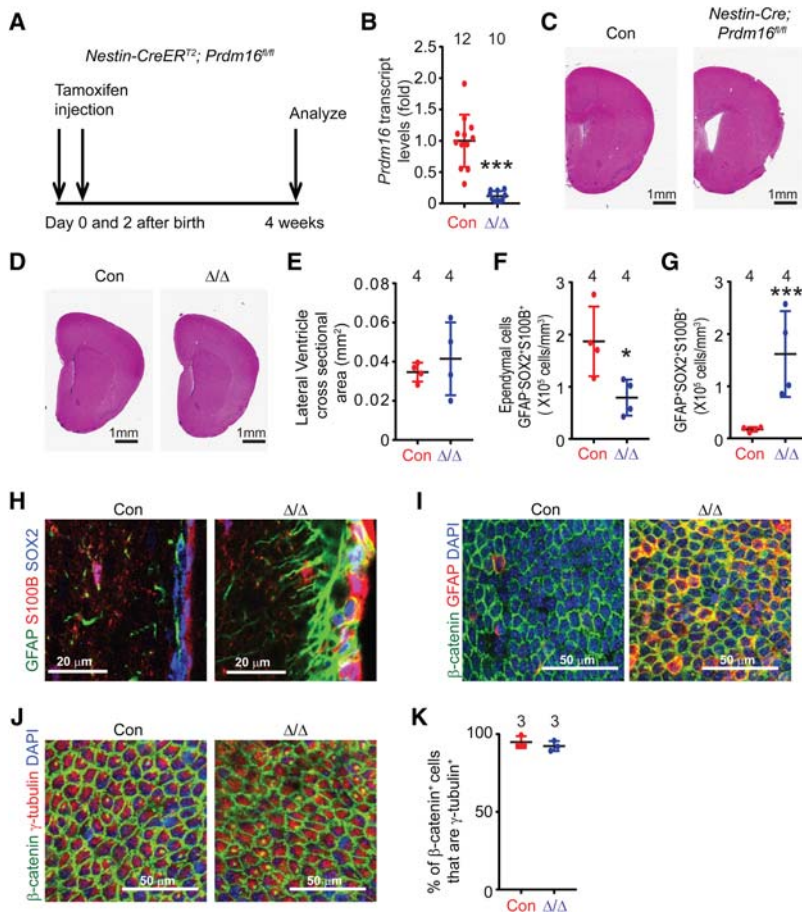 A
Nestin-CreER^T2; Prdm16^fl/fl
Tamoxifen
injection
Analyze
Day 0 and 2 after birth
4 weeks
B
12 10
Prdm16 transcript
levels (fold)
2.5
2.0
1.5
1.0
0.5
0
***
Con Δ/Δ
C
Con
Nestin-Cre;
Prdm16^fl/fl
1mm
1mm
D
Con
Δ/Δ
1mm
1mm
E
4 4
Lateral Ventricle
cross sectional
area (mm²)
0.08
0.06
0.04
0.02
0
Con Δ/Δ
F
4 4
Ependymal cells
GFAP⁻SOX2⁺S100B⁺
( X10⁵ cells/mm³)
3
2
1
0
*
Con Δ/Δ
G
4 4
GFAP⁺SOX2⁺S100B⁺
(X10⁵ cells/mm³)
3
2
1
0
***
Con Δ/Δ
H
Con
Δ/Δ
GFAP S100B SOX2
20 μm
20 μm
I
Con
Δ/Δ
β-catenin GFAP DAPI
50 μm
50 μm
J
Con
Δ/Δ
β-catenin γ-tubulin DAPI
50 μm
50 μm
K
3 3
% of β-catenin⁺ cells
that are γ-tubulin⁺
100
50
0
Con Δ/Δ